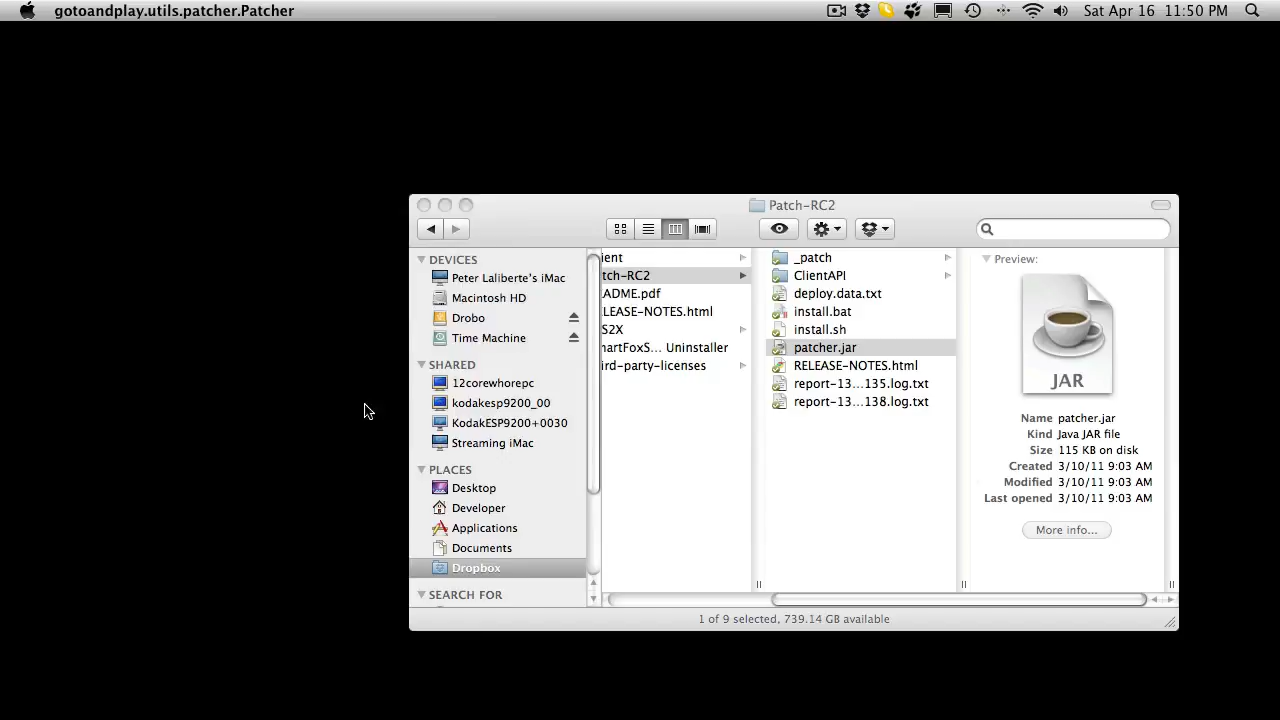 gotoandplay.utils.patcher.Patcher
Sat Apr 16 11:50 PM
Patch-RC2
DEVICES
Peter Laliberte's iMac
Macintosh HD
Drobo
Time Machine
SHARED
12corewhorepc
kodakesp9200_00
KodakESP9200+0030
Streaming iMac
PLACES
Desktop
Developer
Applications
Documents
Dropbox
SEARCH FOR
ient
tch-RC2
ADME.pdf
LEASE-NOTES.html
S2X
artFoxS... Uninstaller
ird-party-licenses
_patch
ClientAPI
deploy.data.txt
install.bat
install.sh
patcher.jar
RELEASE-NOTES.html
report-13...135.log.txt
report-13...138.log.txt
Preview:
JAR
Name patcher.jar
Kind Java JAR file
Size 115 KB on disk
Created 3/10/11 9:03 AM
Modified 3/10/11 9:03 AM
Last opened 3/10/11 9:03 AM
More info...
1 of 9 selected, 739.14 GB available